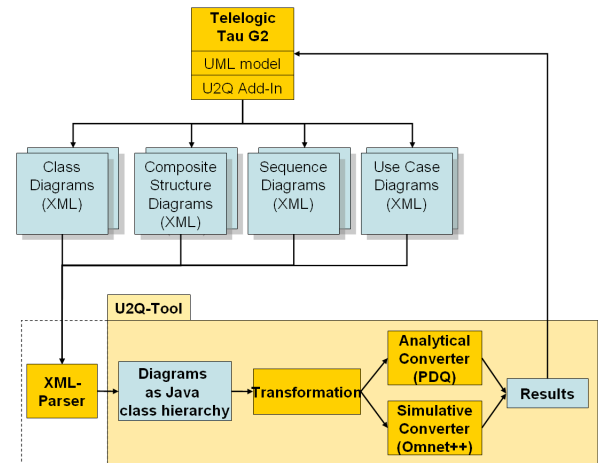 Telelogic
Tau G2
UML model
U2Q Add-In
Class
Diagrams
(XML)
Composite
Structure
Diagrams
(XML)
Sequence
Diagrams
(XML)
Use Case
Diagrams
(XML)
U2Q-Tool
XML-
Parser
Diagrams
as Java
class hierarchy
Transformation
Analytical
Converter
(PDQ)
Simulative
Converter
(Omnet++)
Results